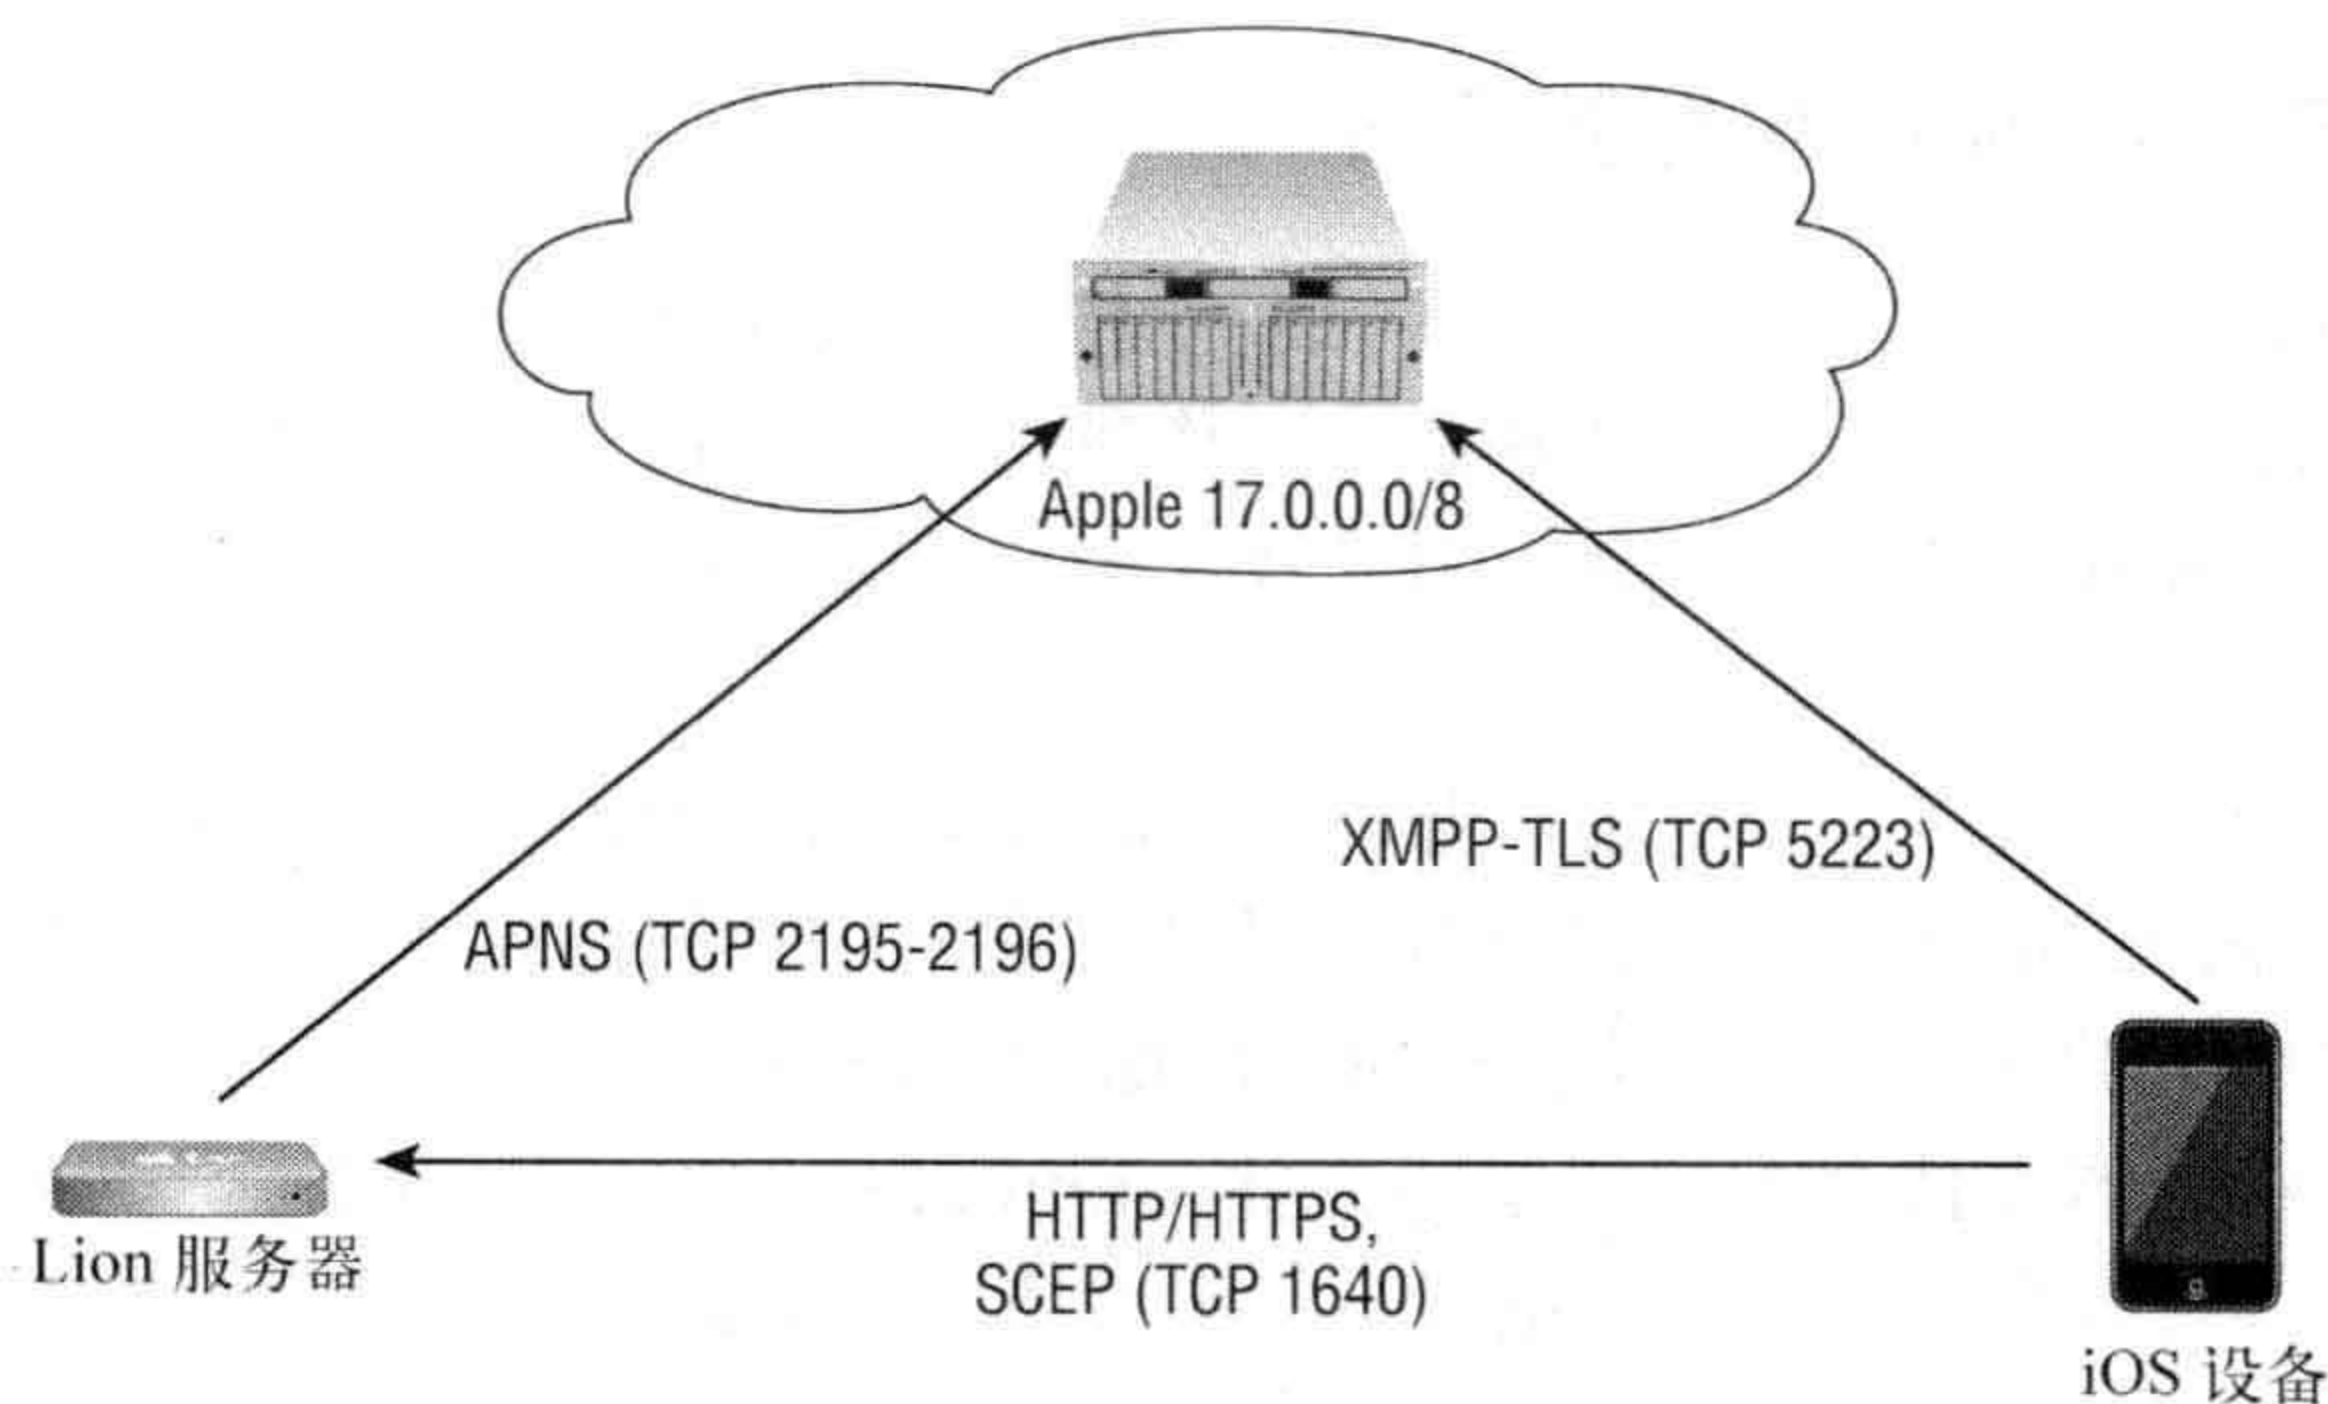 Apple 17.0.0.0/8
XMPP-TLS (TCP 5223)
APNS (TCP 2195-2196)
HTTP/HTTPS,
SCEP (TCP 1640)
Lion 服务器
iOS 设备